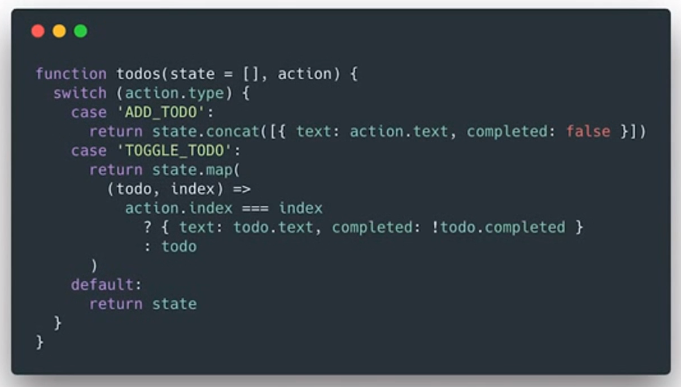 function todos(state = [], action) {
  switch (action.type) {
    case 'ADD_TODO':
      return state.concat([{ text: action.text, completed: false }])
    case 'TOGGLE_TODO':
      return state.map(
        (todo, index) =>
          action.index === index
            ? { text: todo.text, completed: !todo.completed }
            : todo
      )
    default:
      return state
  }
}